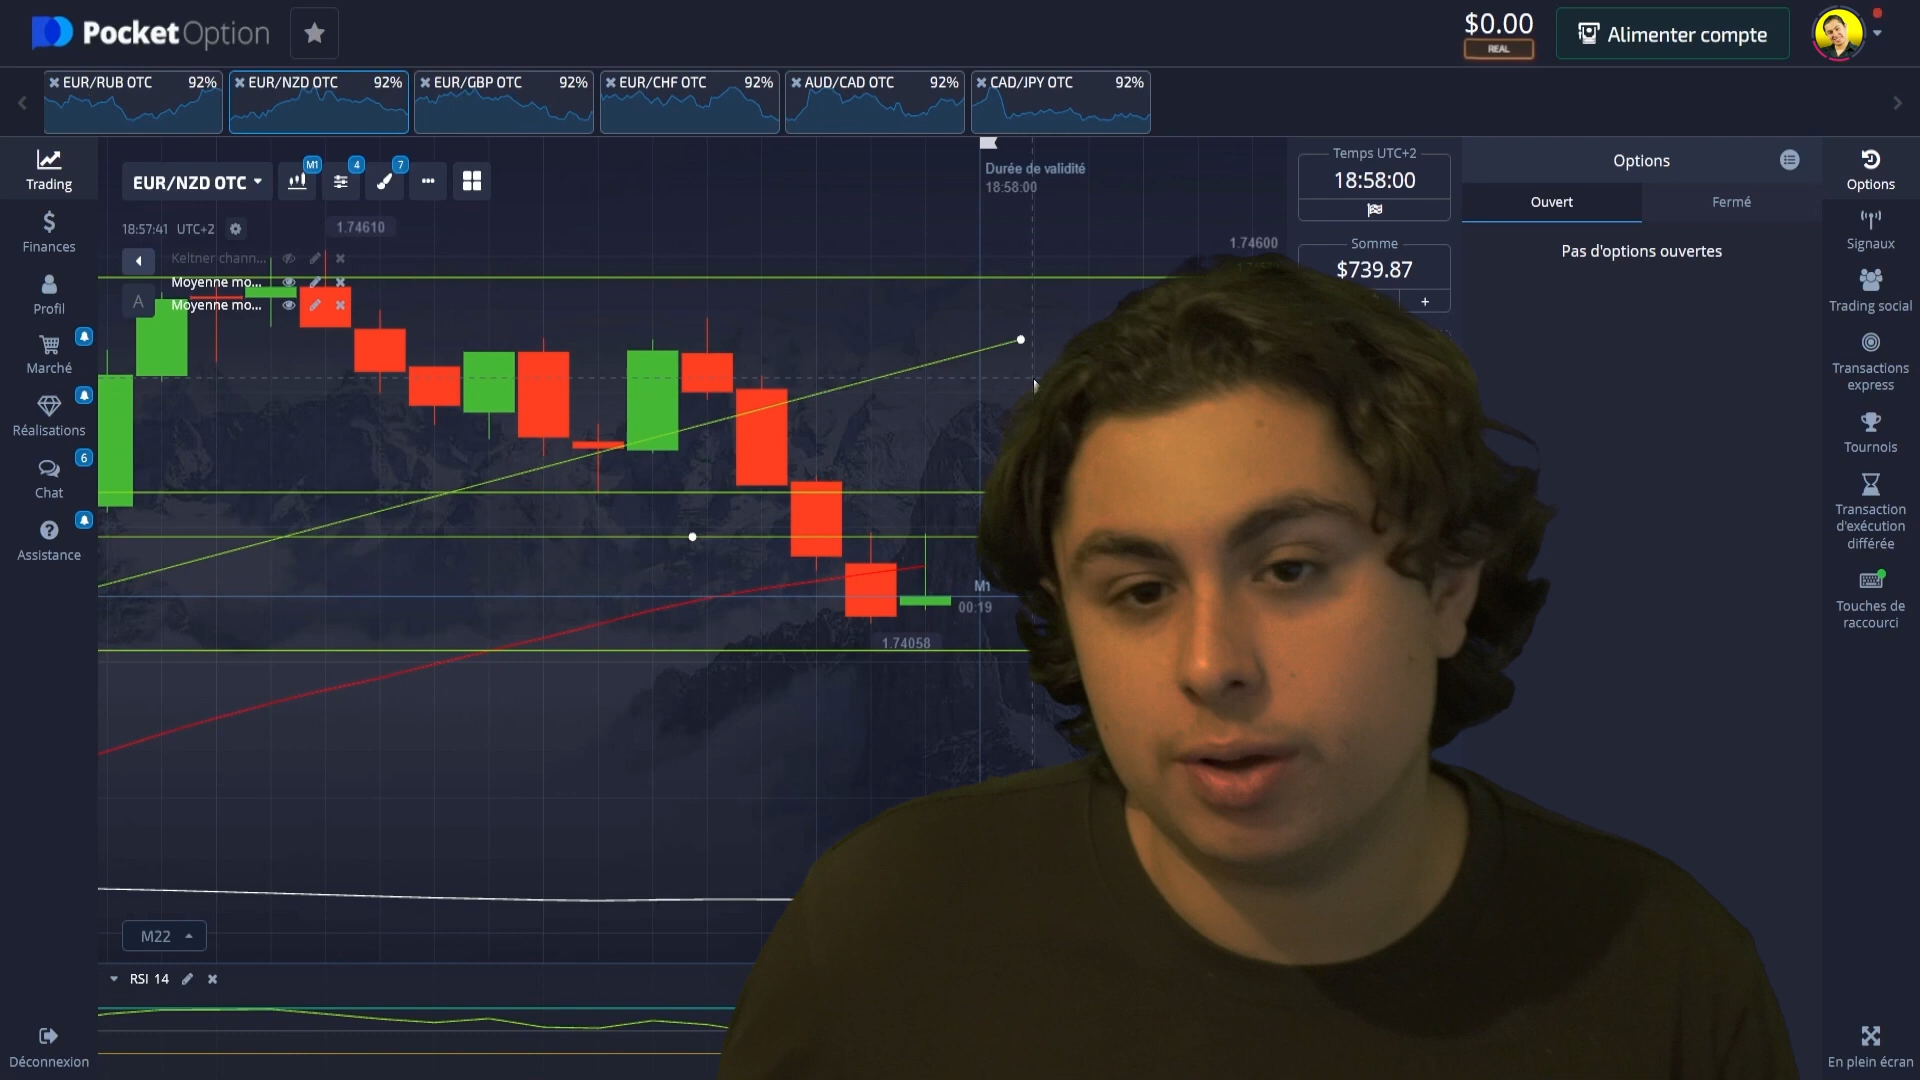 PocketOption
$0.00
REAL
Alimenter compte
EUR/RUB OTC 92%
EUR/NZD OTC 92%
EUR/GBP OTC 92%
EUR/CHF OTC 92%
AUD/CAD OTC 92%
CAD/JPY OTC 92%
Trading
Finances
Profil
Marché
Réalisations
6
Chat
Assistance
Déconnexion
EUR/NZD OTC
M1
4
7
18:57:41 UTC+2
1.74610
Keltner chann...
Moyenne mo...
A
Moyenne mo...
Durée de validité
18:58:00
1.74600
M1
00:19
1.74058
M22
RSI 14
Temps UTC+2
18:58:00
Somme
$739.87
+
Options
Ouvert
Fermé
Pas d'options ouvertes
Options
Signaux
Trading social
Transactions
express
Tournois
Transaction
d'exécution
différée
Touches de
raccourci
En plein écran